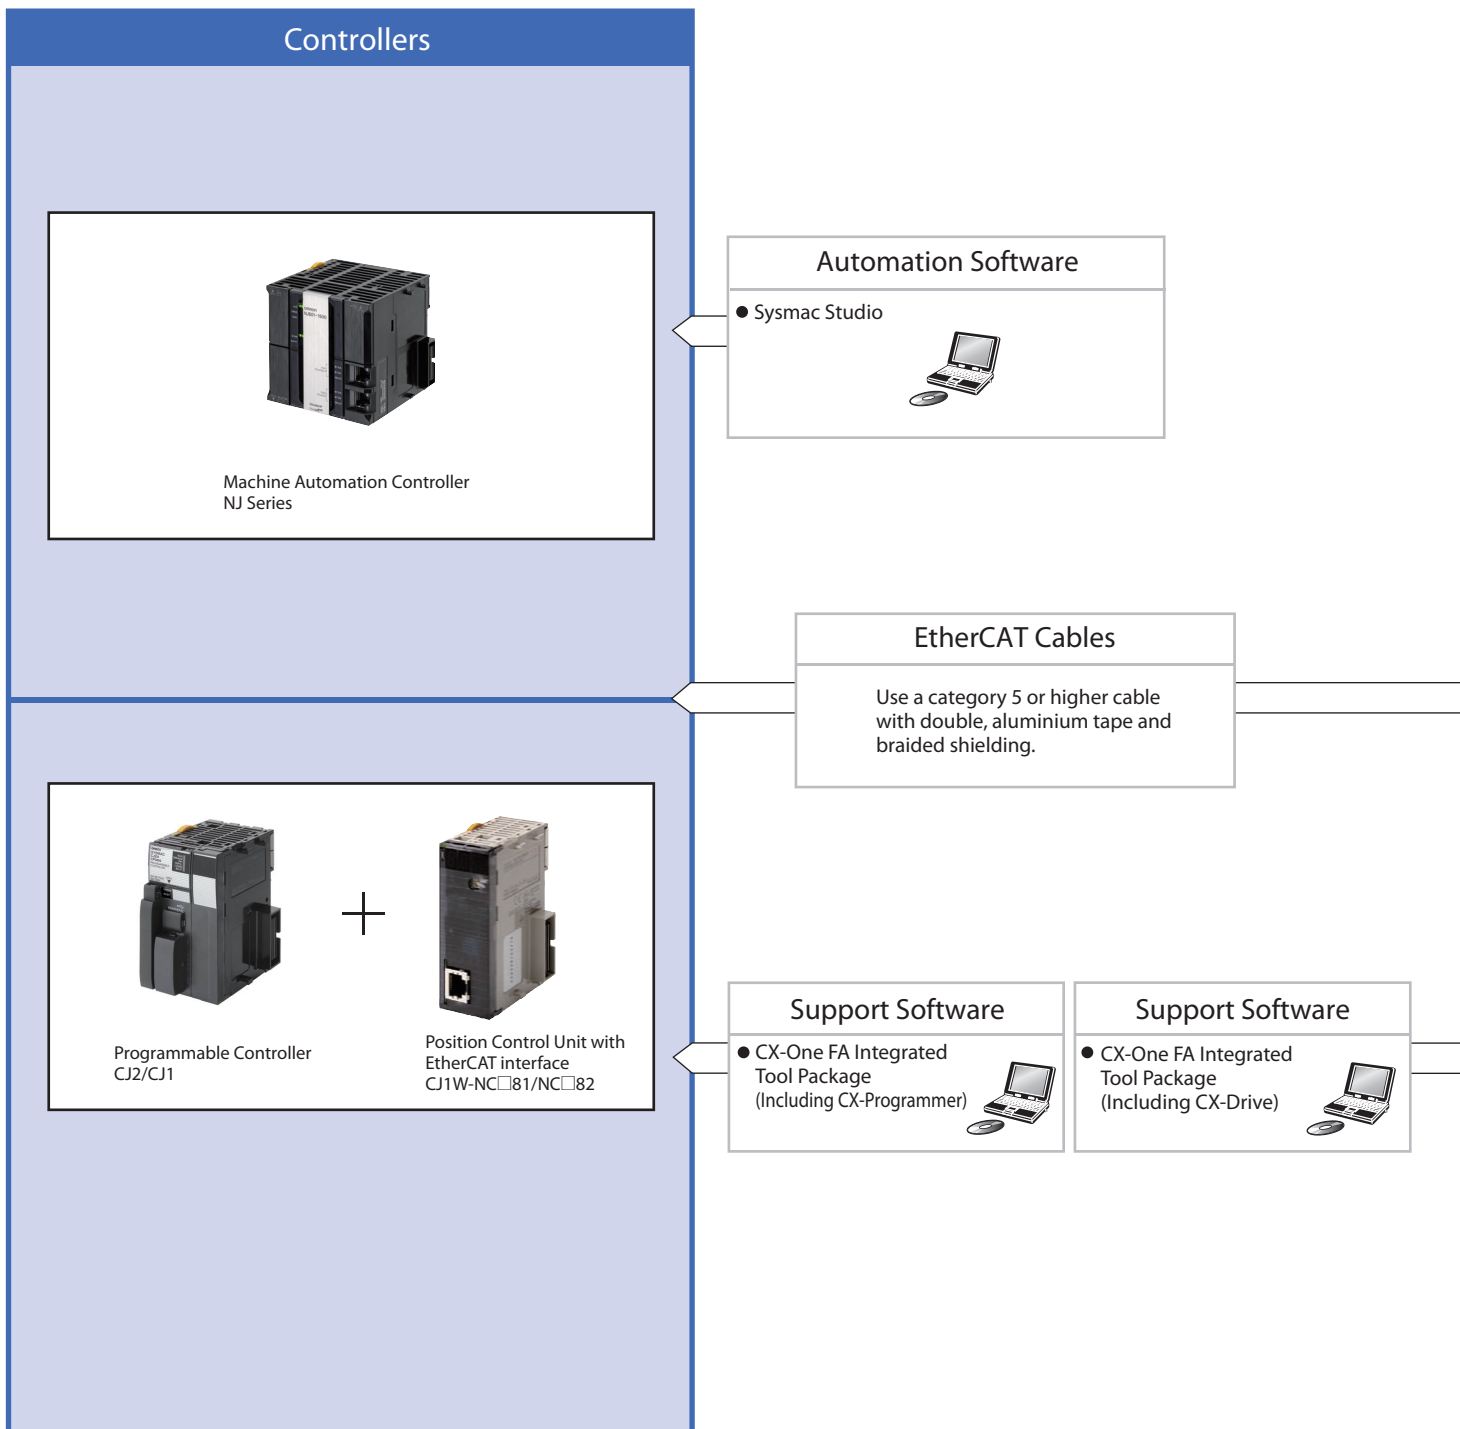 Controllers
Machine Automation Controller
NJ Series
Automation Software
● Sysmac Studio
EtherCAT Cables
Use a category 5 or higher cable
with double, aluminium tape and
braided shielding.
Programmable Controller
CJ2/CJ1
Position Control Unit with
EtherCAT interface
CJ1W-NC□81/NC□82
Support Software
● CX-One FA Integrated
Tool Package
(Including CX-Programmer)
Support Software
● CX-One FA Integrated
Tool Package
(Including CX-Drive)